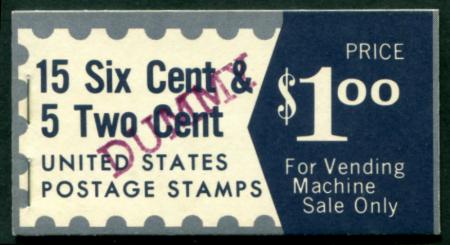 15 Six Cent &
5 Two Cent
DUMMY
UNITED STATES
POSTAGE STAMPS
PRICE
$1.00
For Vending
Machine
Sale Only